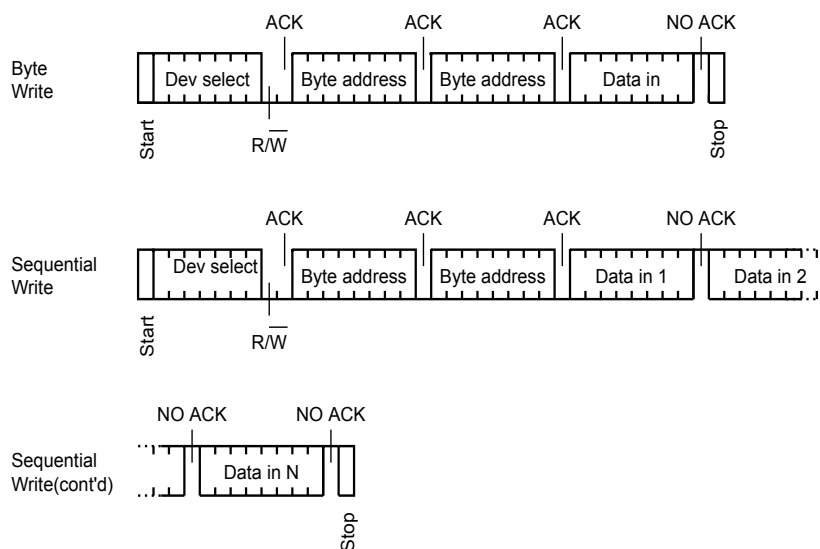 ACK ACK ACK NO ACK
Byte
Write
Dev select Byte address Byte address Data in
Start R/W Stop
ACK ACK ACK NO ACK
Sequential
Write
Dev select Byte address Byte address Data in 1 Data in 2
Start R/W
NO ACK NO ACK
Sequential
Write(cont'd)
Data in N
Stop